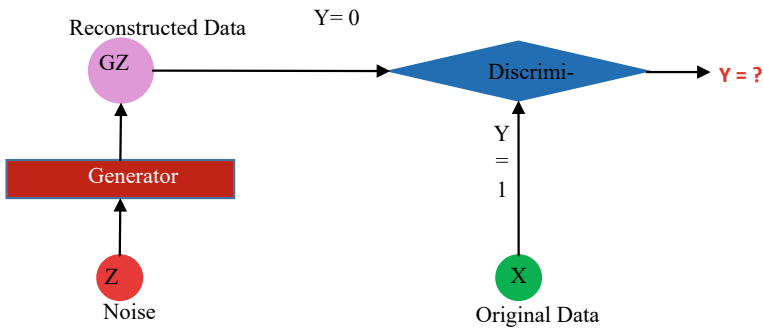 Y= 0
Reconstructed Data
GZ
Discrimi-
Y = ?
Y
=
1
Generator
Z
X
Noise
Original Data